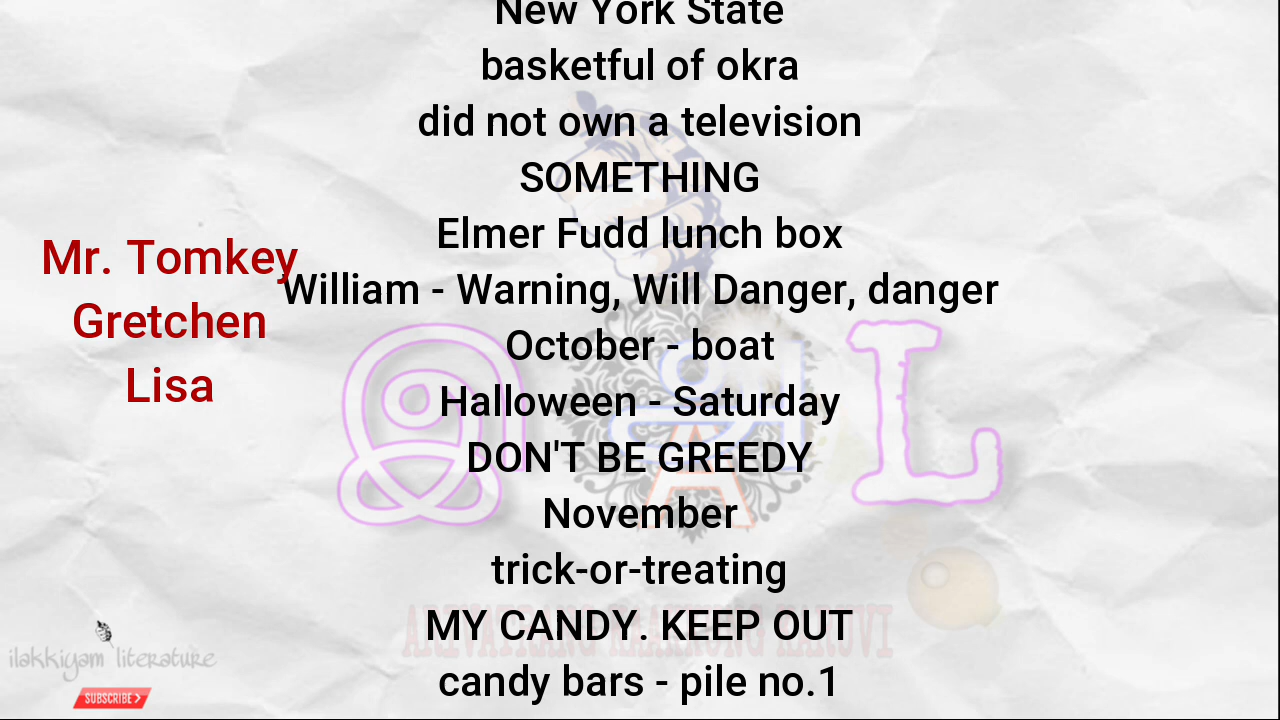 New York State
basketful of okra
did not own a television
SOMETHING
Elmer Fudd lunch box
William - Warning, Will Danger, danger
October - boat
Halloween - Saturday
DON'T BE GREEDY
November
trick-or-treating
MY CANDY. KEEP OUT
candy bars - pile no.1
Mr. Tomkey
Gretchen
Lisa
இ அ L
A
ilakkiyam literature
SUBSCRIBE >